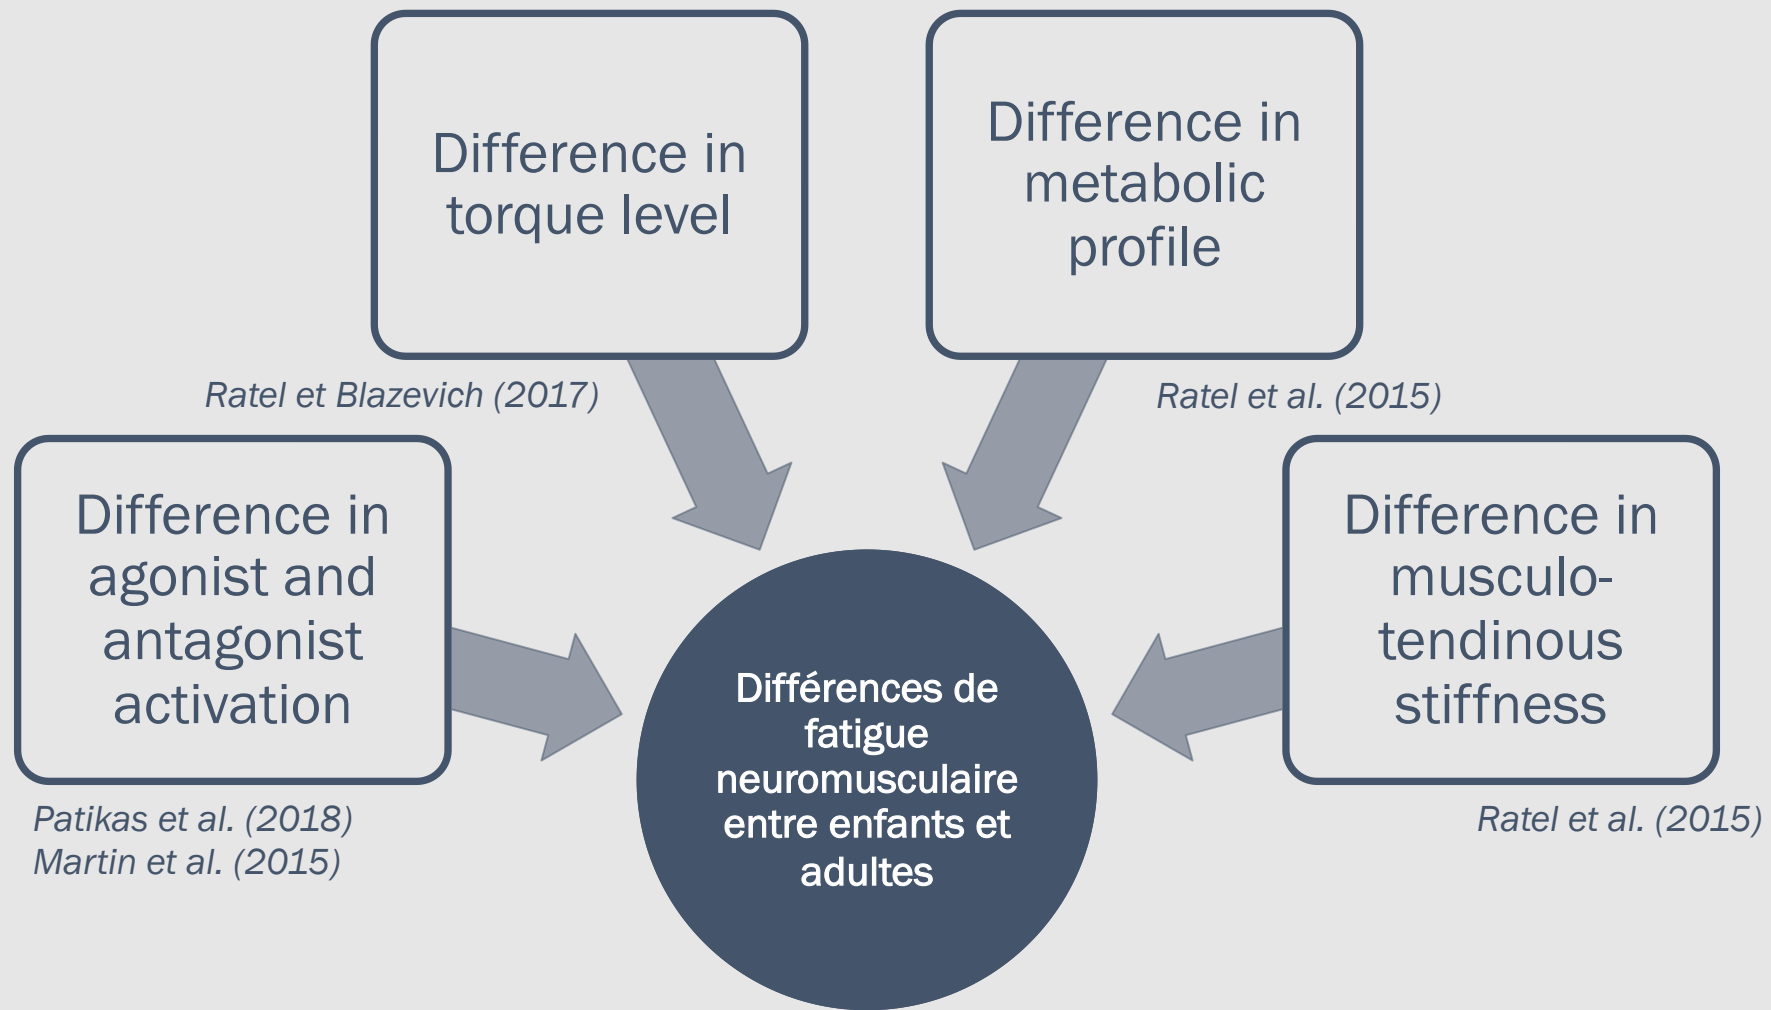 Difference in
torque level
Difference in
metabolic
profile
Ratel et Blazevich (2017)
Ratel et al. (2015)
Difference in
agonist and
antagonist
activation
Difference in
musculo-
tendinous
stiffness
Différences de
fatigue
neuromusculaire
entre enfants et
adultes
Patikas et al. (2018)
Martin et al. (2015)
Ratel et al. (2015)